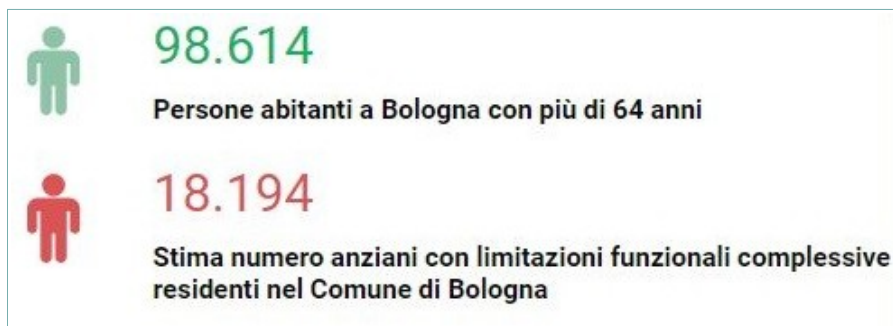 98.614
Persone abitanti a Bologna con più di 64 anni
18.194
Stima numero anziani con limitazioni funzionali complessive
residenti nel Comune di Bologna